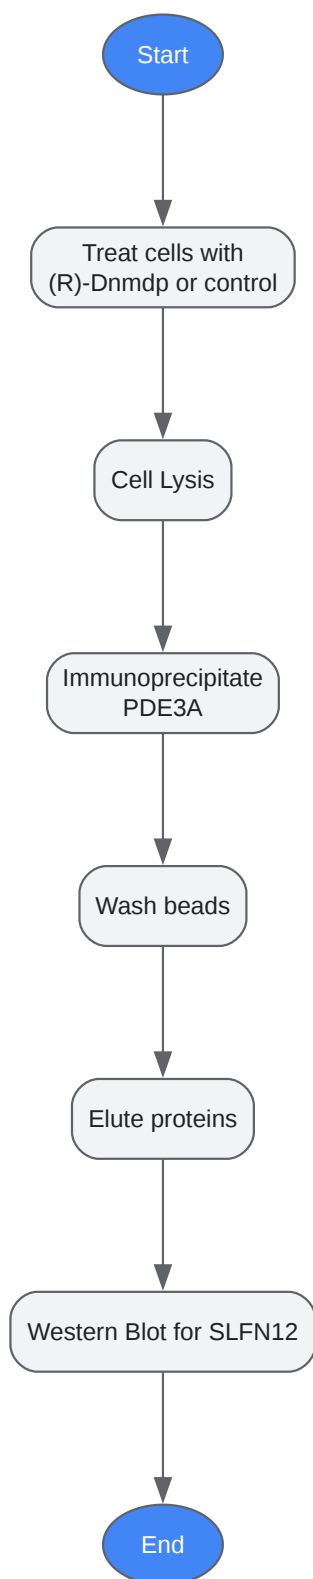 Start
Treat cells with
(R)-Dnmdp or control
Cell Lysis
Immunoprecipitate
PDE3A
Wash beads
Elute proteins
Western Blot for SLFN12
End